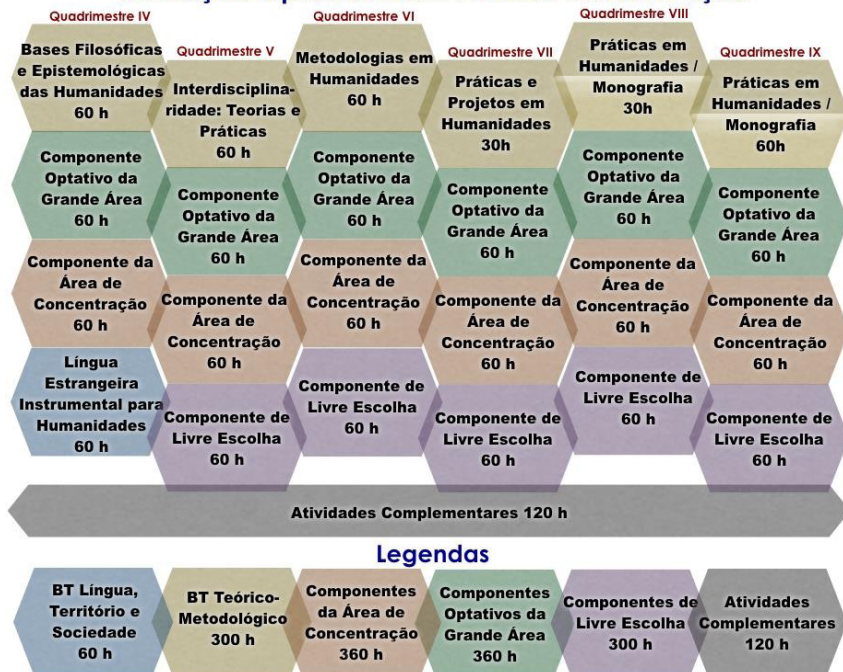 Quadrimestre IV
Bases Filosóficas
e Epistemológicas
das Humanidades
60 h
Componente
Optativo da
Grande Área
60 h
Componente da
Área de
Concentração
60 h
Língua
Estrangeira
Instrumental para
Humanidades
60 h
Quadrimestre V
Interdisciplina-
ridade: Teorias e
Práticas
60 h
Componente
Optativo da
Grande Área
60 h
Componente da
Área de
Concentração
60 h
Componente de
Livre Escolha
60 h
Quadrimestre VI
Metodologias em
Humanidades
60 h
Componente
Optativo da
Grande Área
60 h
Componente da
Área de
Concentração
60 h
Componente de
Livre Escolha
60 h
Quadrimestre VII
Práticas e
Projetos em
Humanidades
30h
Componente
Optativo da
Grande Área
60 h
Componente da
Área de
Concentração
60 h
Componente de
Livre Escolha
60 h
Quadrimestre VIII
Práticas em
Humanidades /
Monografia
30h
Componente
Optativo da
Grande Área
60 h
Componente da
Área de
Concentração
60 h
Componente de
Livre Escolha
60 h
Quadrimestre IX
Práticas em
Humanidades /
Monografia
60h
Componente
Optativo da
Grande Área
60 h
Componente da
Área de
Concentração
60 h
Componente de
Livre Escolha
60 h
Atividades Complementares 120 h
Legendas
BT Língua,
Território e
Sociedade
60 h
BT Teórico-
Metodológico
300 h
Componentes
da Área de
Concentração
360 h
Componentes
Optativos da
Grande Área
360 h
Componentes de
Livre Escolha
300 h
Atividades
Complementares
120 h